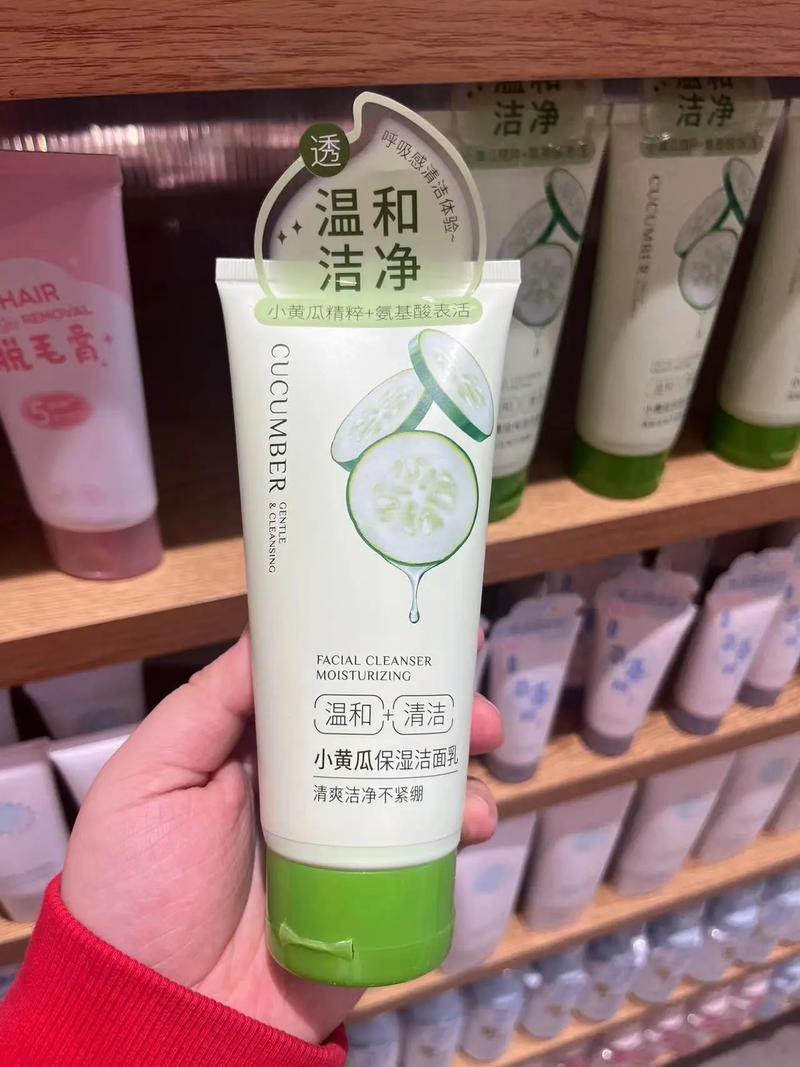 透
呼吸感清洁体验~
温和
洁净
小黄瓜精粹+氨基酸表活
CUCUMBER
GENTLE
& CLEANSING
FACIAL CLEANSER
MOISTURIZING
温和+清洁
小黄瓜保湿洁面乳
清爽洁净不紧绷
HAIR
REMOVAL
脱毛膏
5
温和
洁净
洁净
CUCUMBER